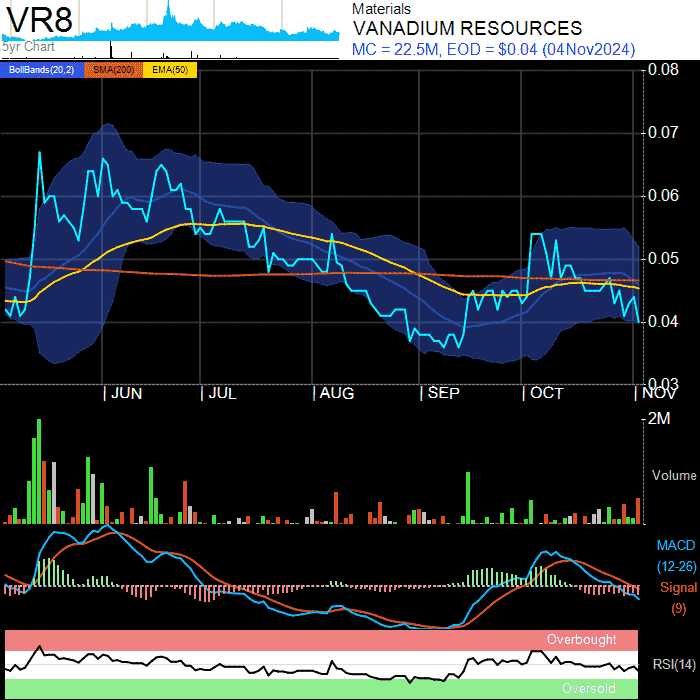 VR8
Materials
VANADIUM RESOURCES
MC = 22.5M, EOD = $0.04 (04Nov2024)
5yr Chart
BollBands(20,2) SMA(200) EMA(50)
0.08
0.07
0.06
0.05
0.04
0.03
JUN JUL AUG SEP OCT NOV
2M
Volume
MACD
(12-26)
Signal
(9)
Overbought
RSI(14)
Oversold